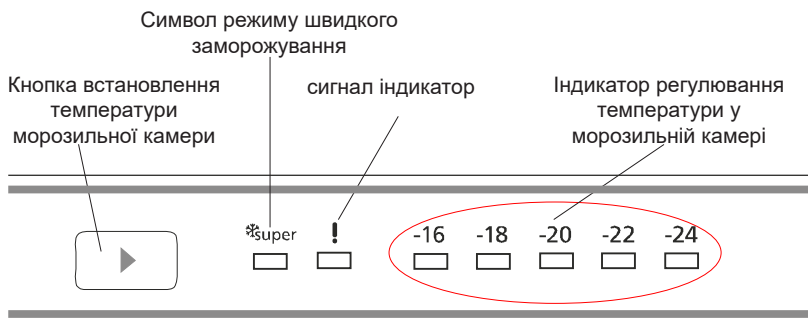 Символ режиму швидкого
заморожування
Кнопка встановлення
температури
морозильної камери
сигнал індикатор
Індикатор регулювання
температури у
морозильній камері
super ! -16 -18 -20 -22 -24